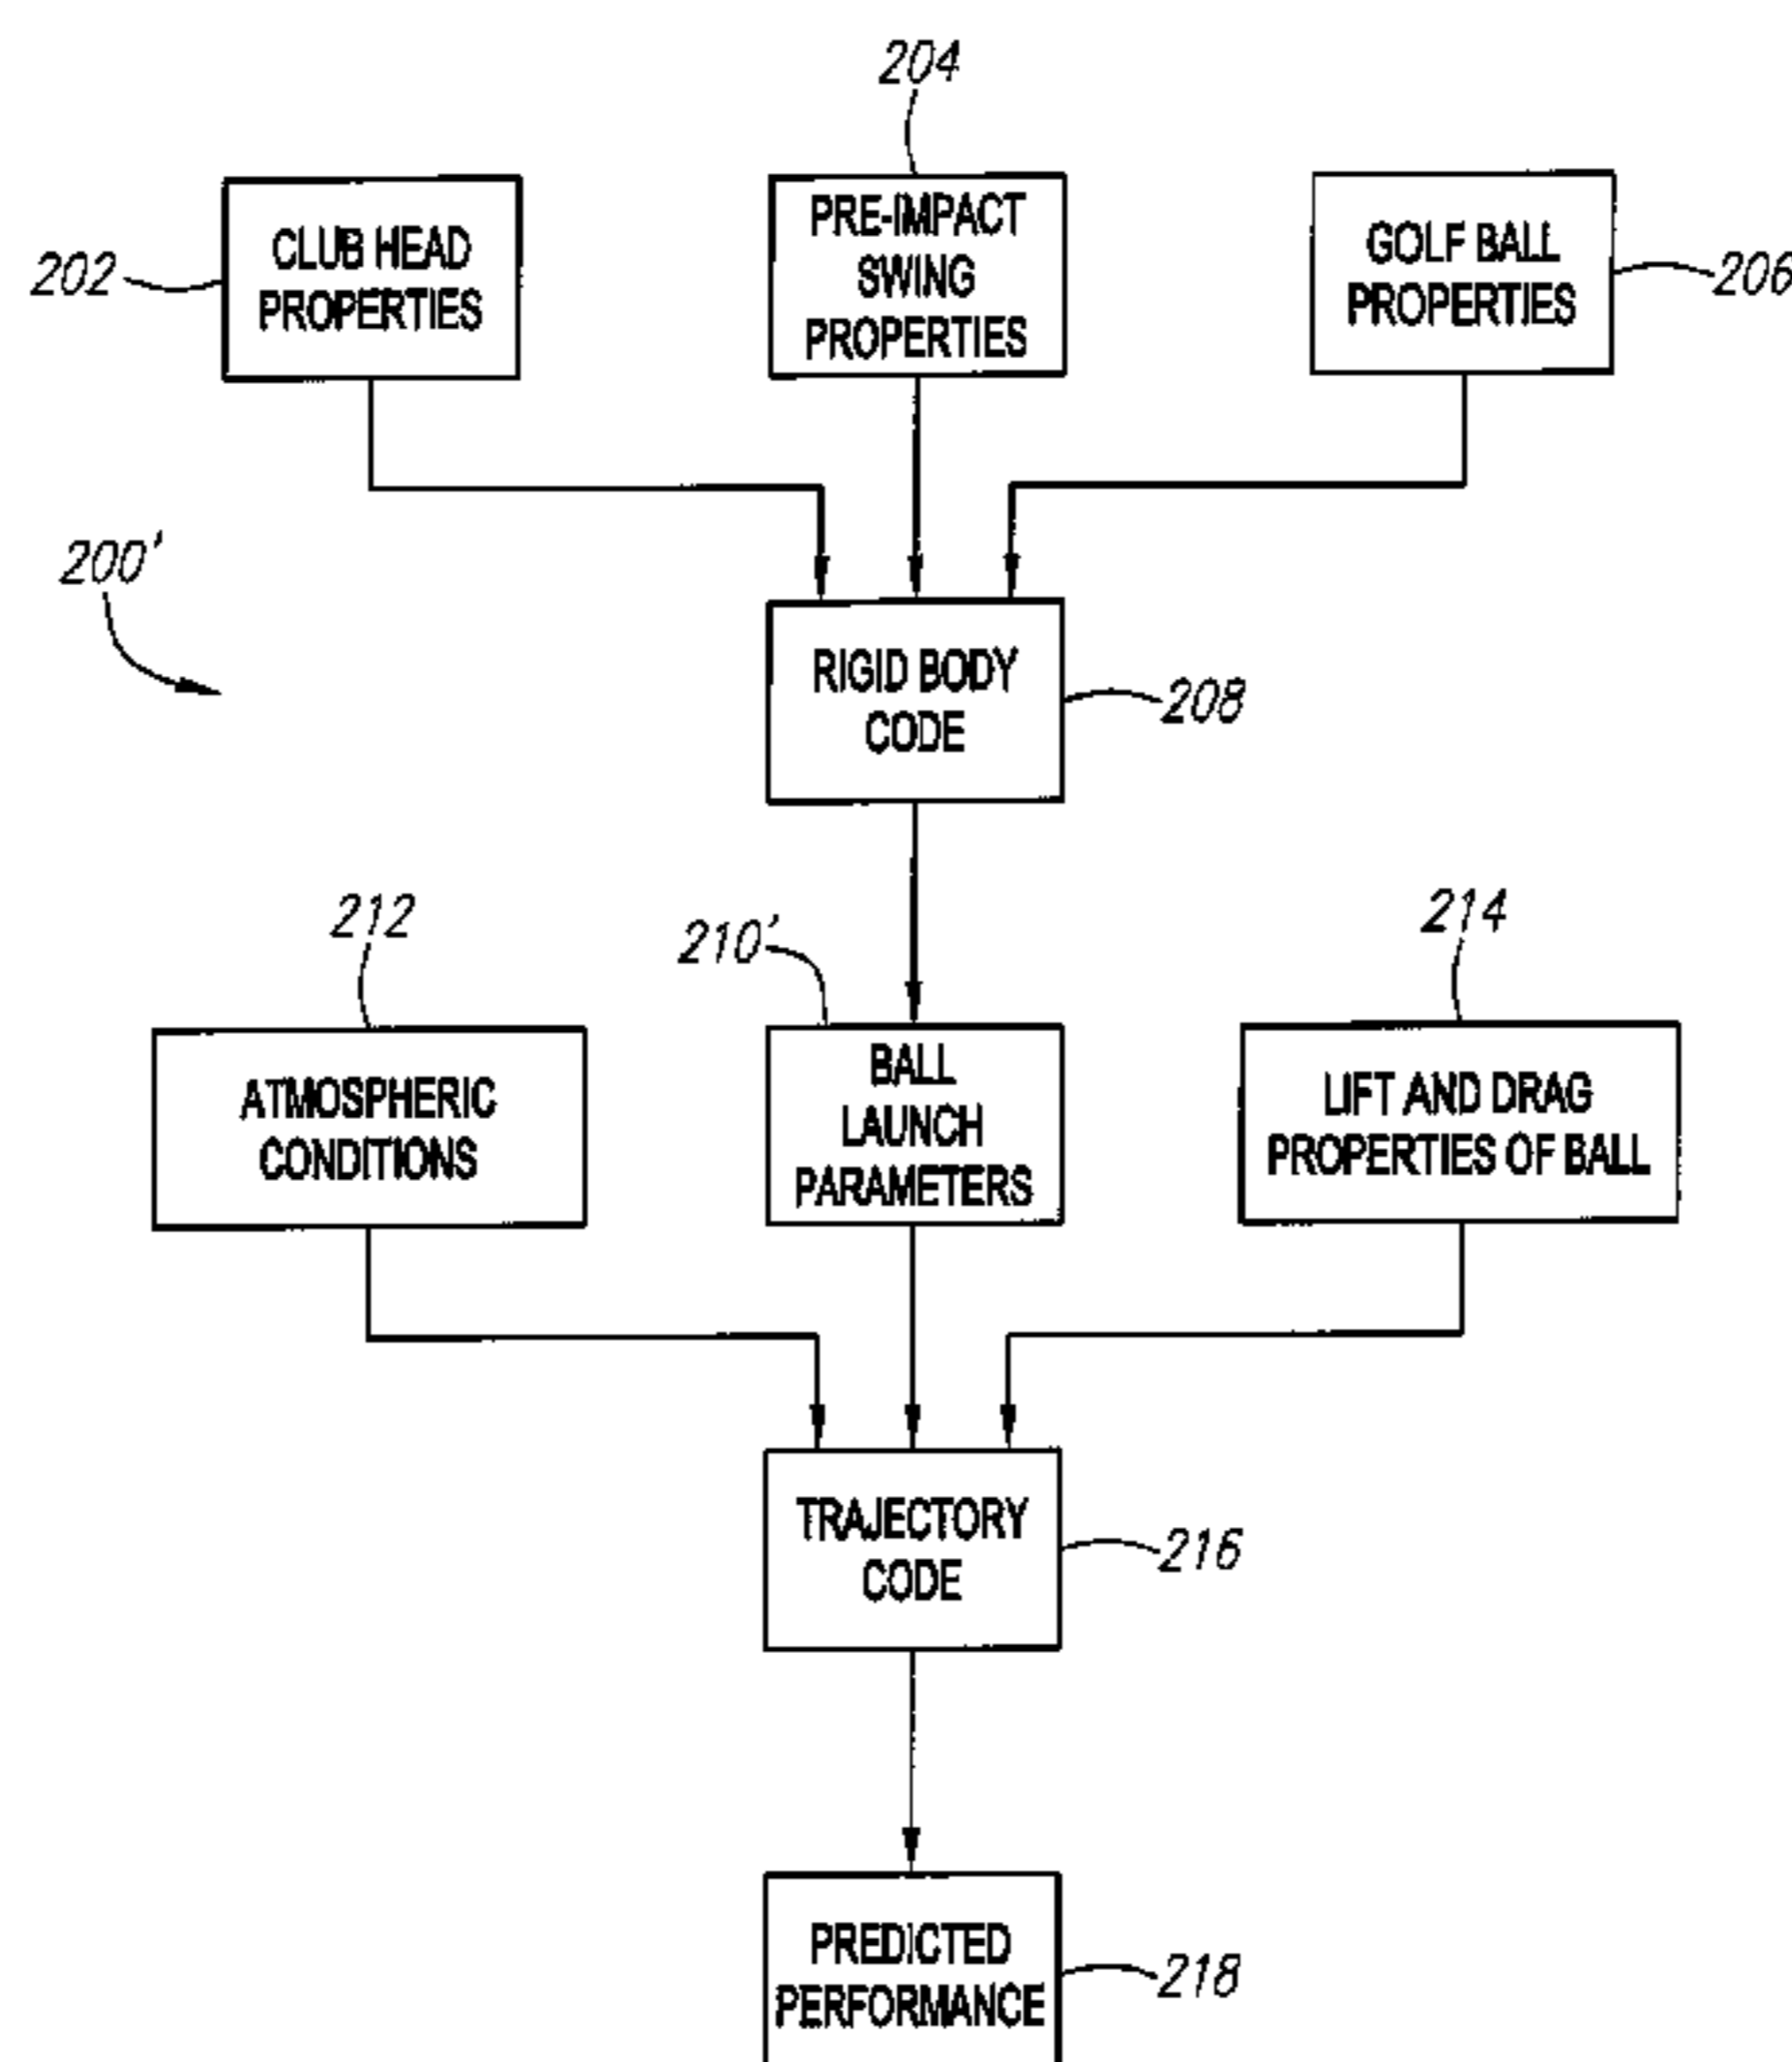 204
CLUB HEAD
PROPERTIES
PRE-IMPACT
SWING
PROPERTIES
GOLF BALL
PROPERTIES
202
206
200'
RIGID BODY
CODE
208
212
210'
214
ATMOSPHERIC
CONDITIONS
BALL
LAUNCH
PARAMETERS
LIFT AND DRAG
PROPERTIES OF BALL
TRAJECTORY
CODE
216
PREDICTED
PERFORMANCE
218